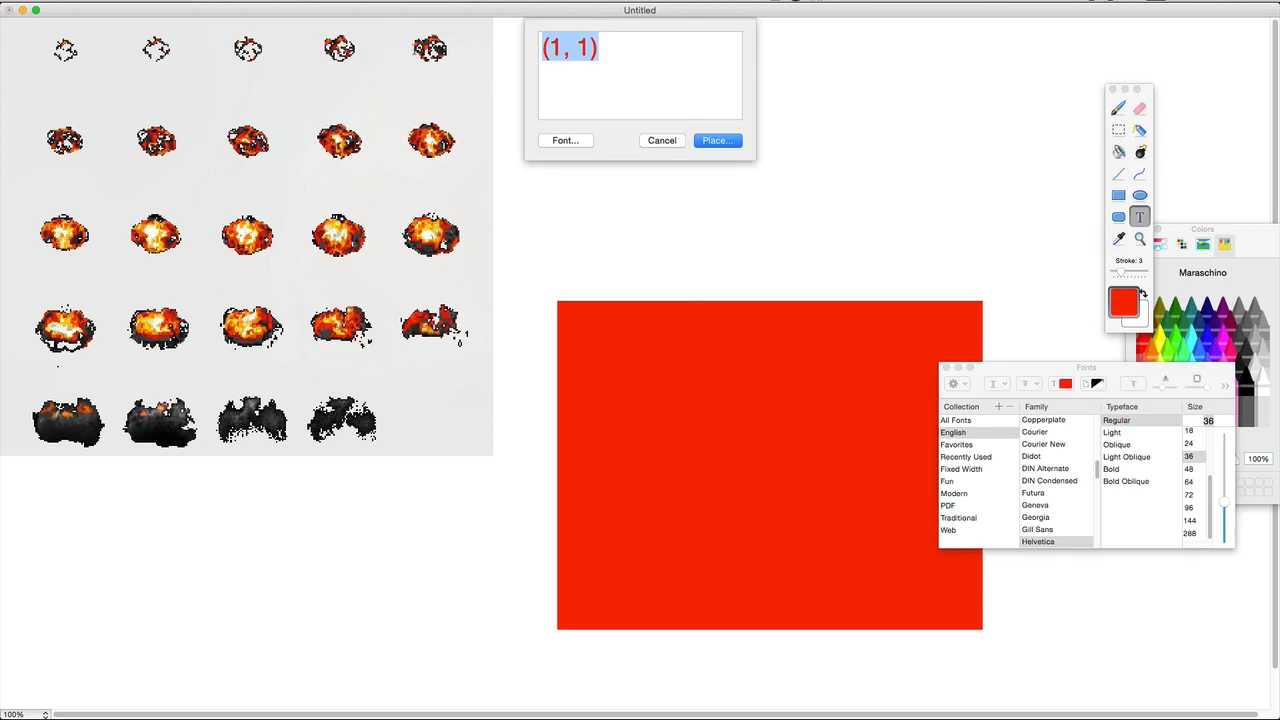 Untitled
(1, 1)
Font...
Cancel
Place...
Stroke: 3
Colors
Maraschino
100%
Fonts
Collection
Family
Typeface
Size
All Fonts
English
Favorites
Recently Used
Fixed Width
Fun
Modern
PDF
Traditional
Web
Copperplate
Courier
Courier New
Didot
DIN Alternate
DIN Condensed
Futura
Geneva
Georgia
Gill Sans
Helvetica
Regular
Light
Oblique
Light Oblique
Bold
Bold Oblique
36
18
24
36
48
64
72
96
144
288
100%